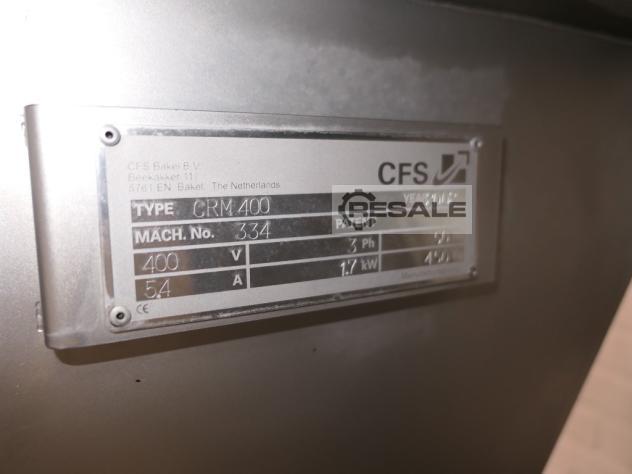 CFS Bakel B.V.
Beekakker 11
5761 EN Bakel, The Netherlands
CFS
TYPE CRM 400
RESALE
MACH. No. 334
400 V 3 Ph
5.4 A 1.7 kW 450
CE